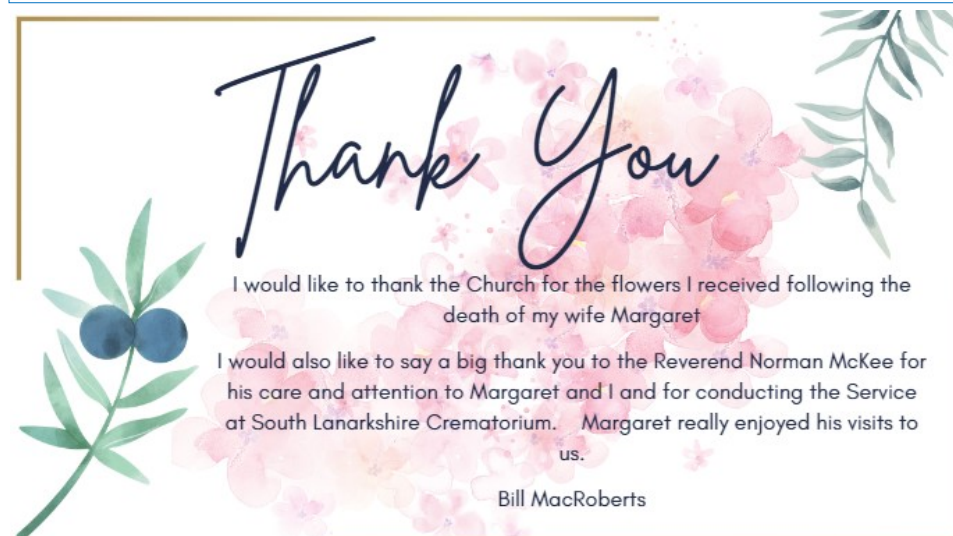 Thank You
I would like to thank the Church for the flowers I received following the
death of my wife Margaret
I would also like to say a big thank you to the Reverend Norman McKee for
his care and attention to Margaret and I and for conducting the Service
at South Lanarkshire Crematorium. Margaret really enjoyed his visits to
us.
Bill MacRoberts